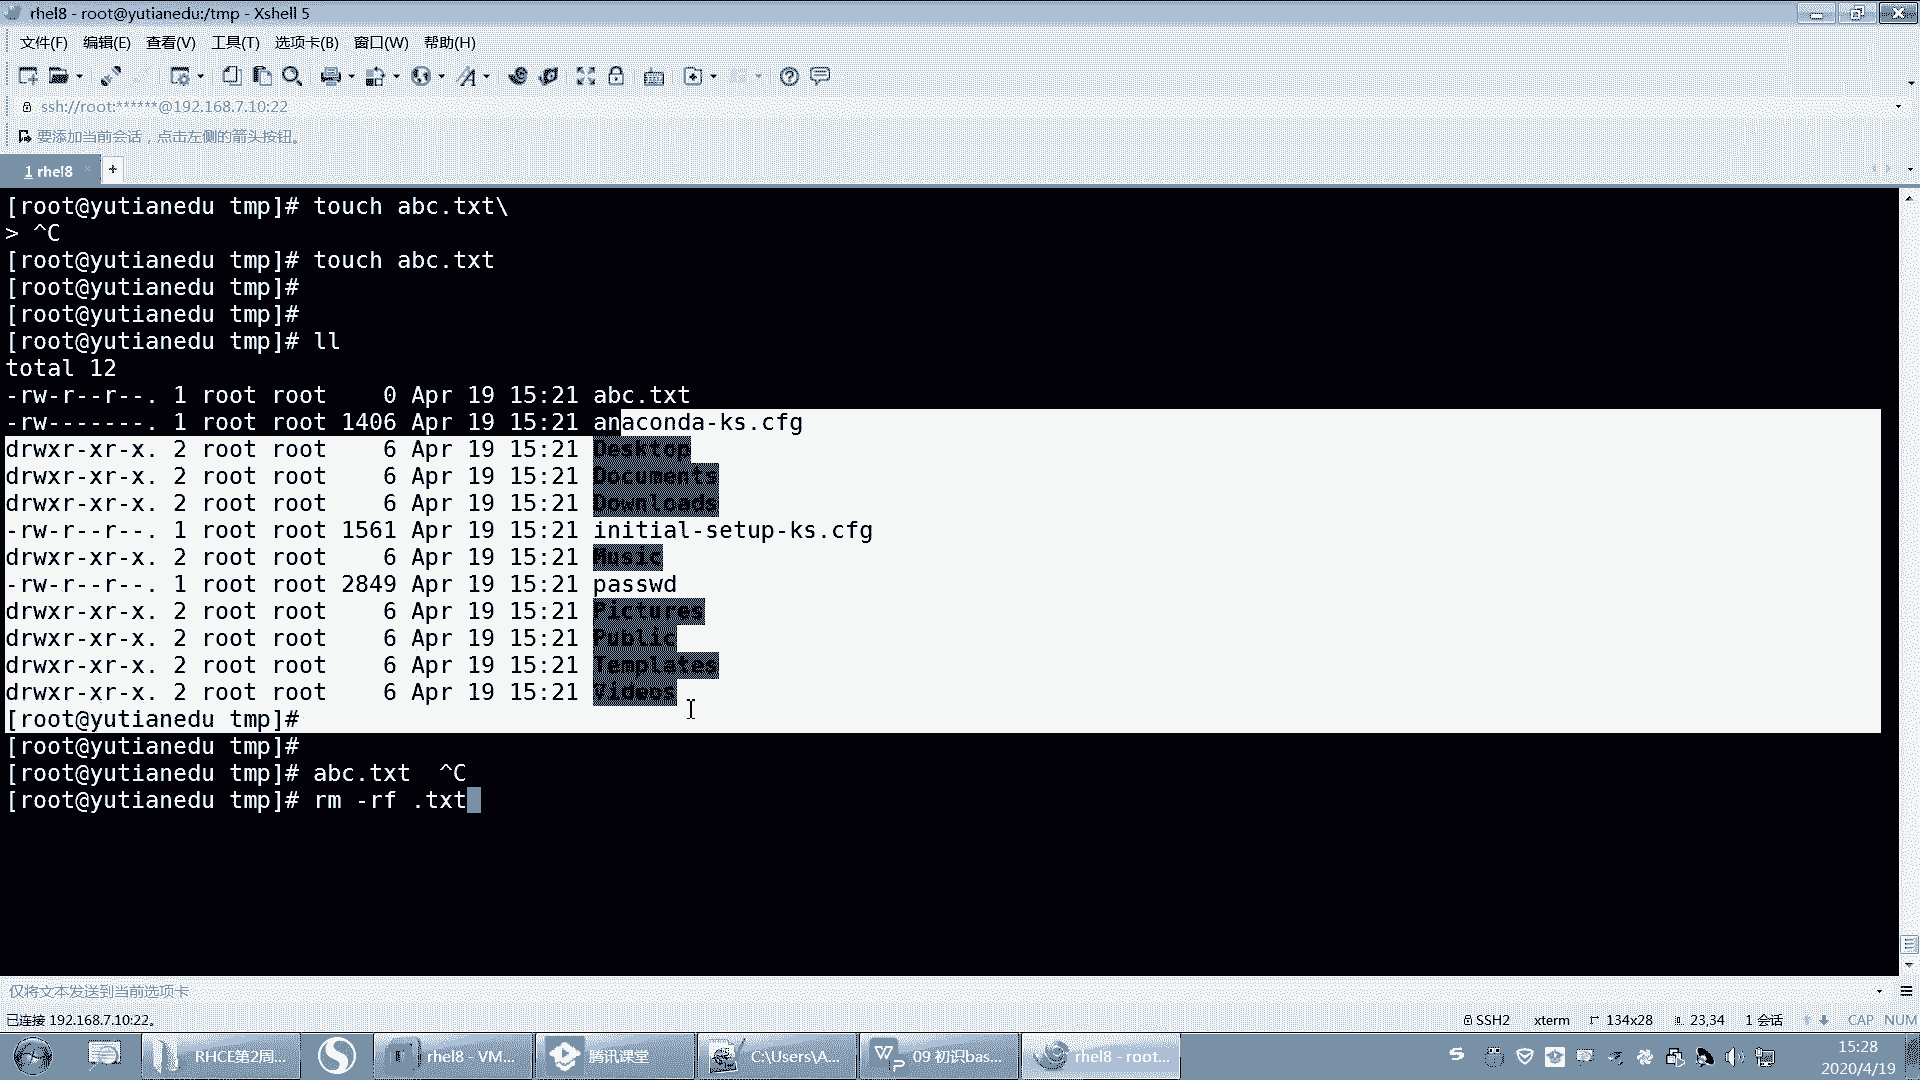 rhel8 - root@yutianedu:/tmp - Xshell 5
文件(F) 编辑(E) 查看(V) 工具(T) 选项卡(B) 窗口(W) 帮助(H)
ssh://root:******@192.168.7.10:22
要添加当前会话，点击左侧的箭头按钮。
1 rhel8
[root@yutianedu tmp]# touch abc.txt\
> ^C
[root@yutianedu tmp]# touch abc.txt
[root@yutianedu tmp]#
[root@yutianedu tmp]#
[root@yutianedu tmp]# ll
total 12
-rw-r--r--. 1 root root    0 Apr 19 15:21 abc.txt
-rw-------. 1 root root 1406 Apr 19 15:21 anaconda-ks.cfg
drwxr-xr-x. 2 root root    6 Apr 19 15:21 Desktop
drwxr-xr-x. 2 root root    6 Apr 19 15:21 Documents
drwxr-xr-x. 2 root root    6 Apr 19 15:21 Downloads
-rw-r--r--. 1 root root 1561 Apr 19 15:21 initial-setup-ks.cfg
drwxr-xr-x. 2 root root    6 Apr 19 15:21 Music
-rw-r--r--. 1 root root 2849 Apr 19 15:21 passwd
drwxr-xr-x. 2 root root    6 Apr 19 15:21 Pictures
drwxr-xr-x. 2 root root    6 Apr 19 15:21 Public
drwxr-xr-x. 2 root root    6 Apr 19 15:21 Templates
drwxr-xr-x. 2 root root    6 Apr 19 15:21 Videos
[root@yutianedu tmp]#
[root@yutianedu tmp]#
[root@yutianedu tmp]# abc.txt  ^C
[root@yutianedu tmp]# rm -rf .txt
仅将文本发送到当前选项卡
已连接 192.168.7.10:22。 SSH2 xterm 134x28 23,34 1 会话 CAP NUM
RHCE第2周... rhel8 - VM... 腾讯课堂 C:\Users\A... 09 初识bas... rhel8 - root... 15:28
2020/4/19